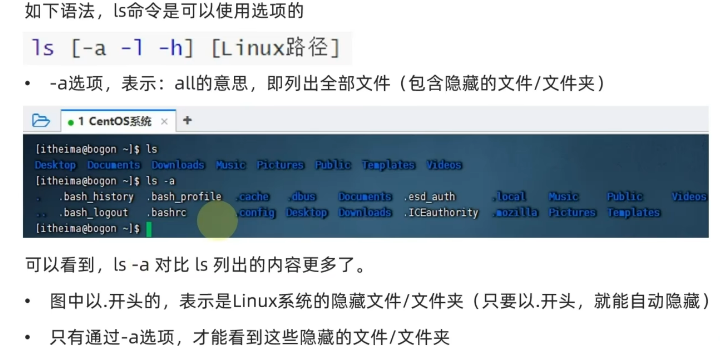 如下语法，ls命令是可以使用选项的
ls [-a -l -h] [Linux路径]
• -a选项，表示：all的意思，即列出全部文件（包含隐藏的文件/文件夹）
1 CentOS系统 × +
[itheima@bogon ~]$ ls
Desktop Documents Downloads Music Pictures Public Templates Videos
[itheima@bogon ~]$ ls -a
. .bash_history .bash_profile .cache .dbus Documents .esd_auth .local Music Public Videos
.. .bash_logout .bashrc .config Desktop Downloads .ICEauthority .mozilla Pictures Templates
[itheima@bogon ~]$
可以看到，ls -a 对比 ls 列出的内容更多了。
• 图中以.开头的，表示是Linux系统的隐藏文件/文件夹（只要以.开头，就能自动隐藏）
• 只有通过-a选项，才能看到这些隐藏的文件/文件夹